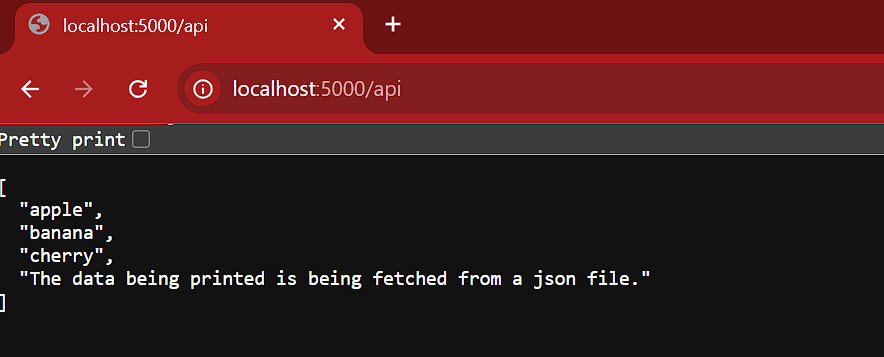 localhost:5000/api
localhost:5000/api
Pretty print
[
"apple",
"banana",
"cherry",
"The data being printed is being fetched from a json file."
]